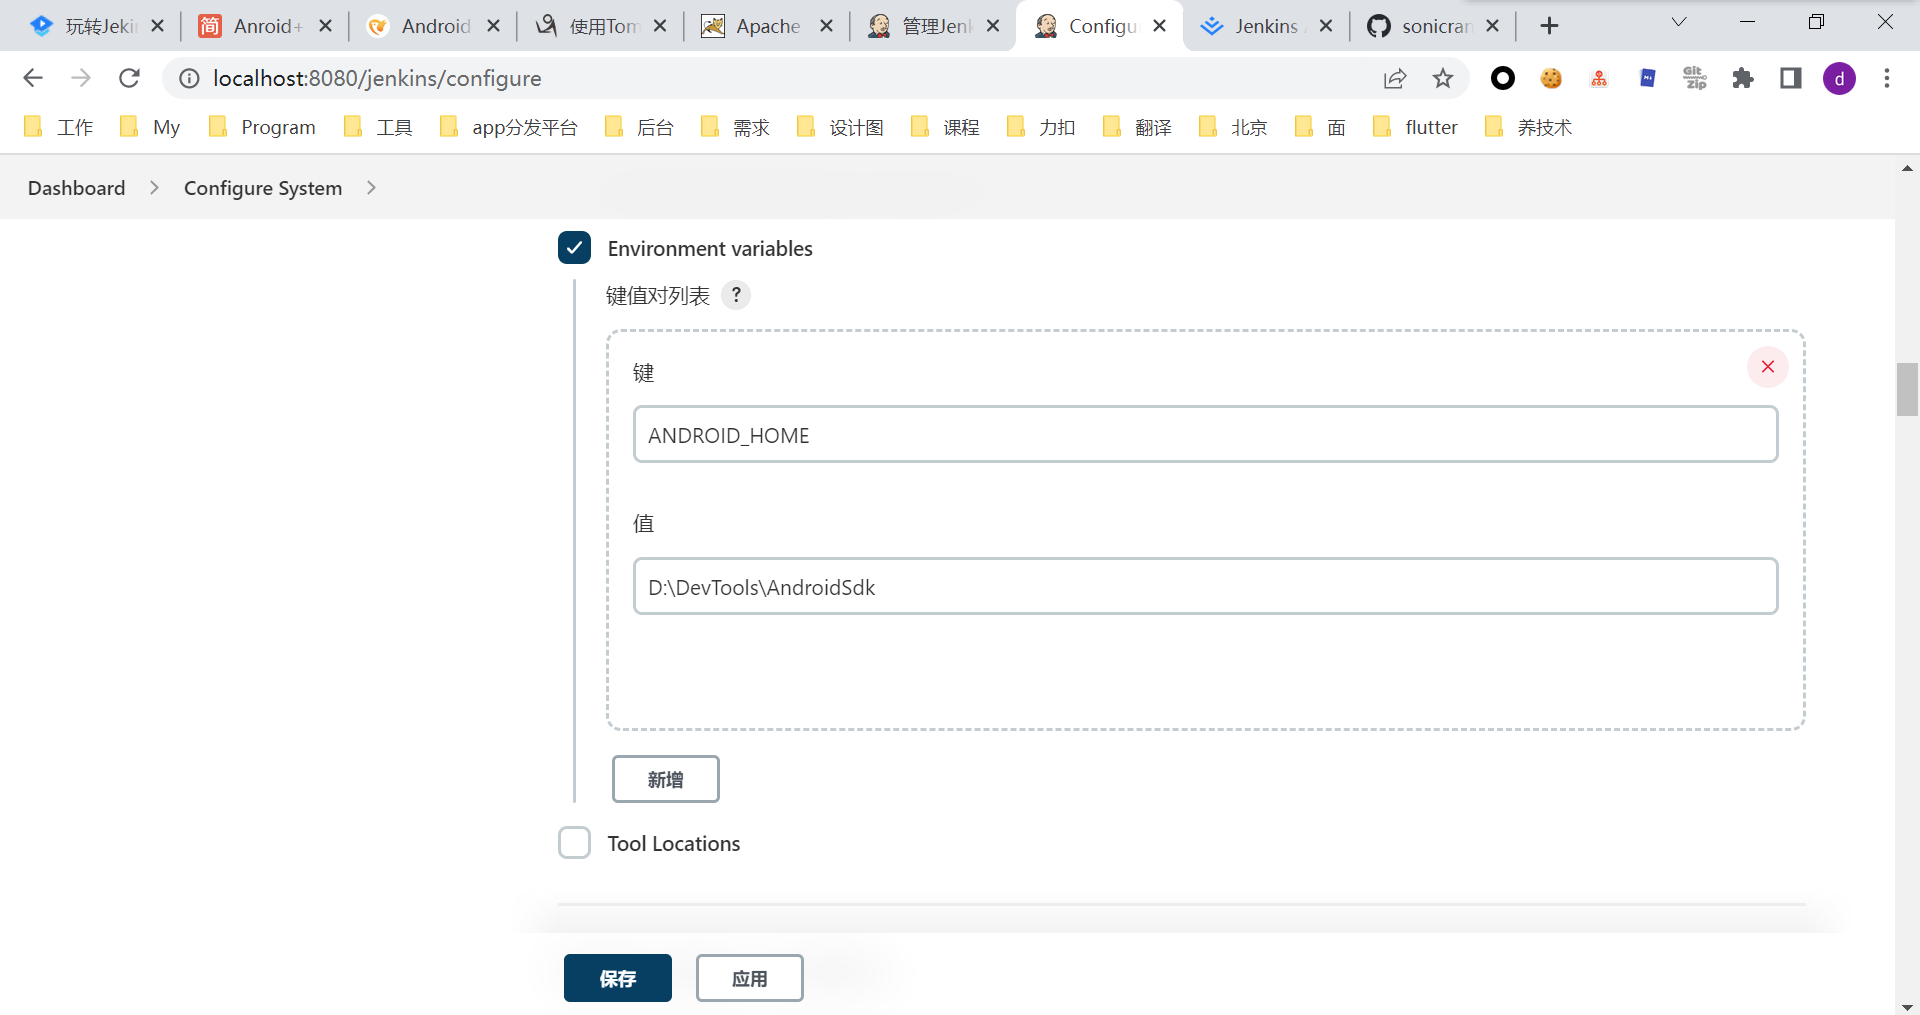 玩转Jeki
Anroid+
Android
使用Tom
Apache
管理Jenk
Configu
Jenkins
sonicran
localhost:8080/jenkins/configure
Git Zip
d
工作
My
Program
工具
app分发平台
后台
需求
设计图
课程
力扣
翻译
北京
面
flutter
养技术
Dashboard
Configure System
Environment variables
键值对列表 ?
键
ANDROID_HOME
值
D:\DevTools\AndroidSdk
新增
Tool Locations
保存
应用